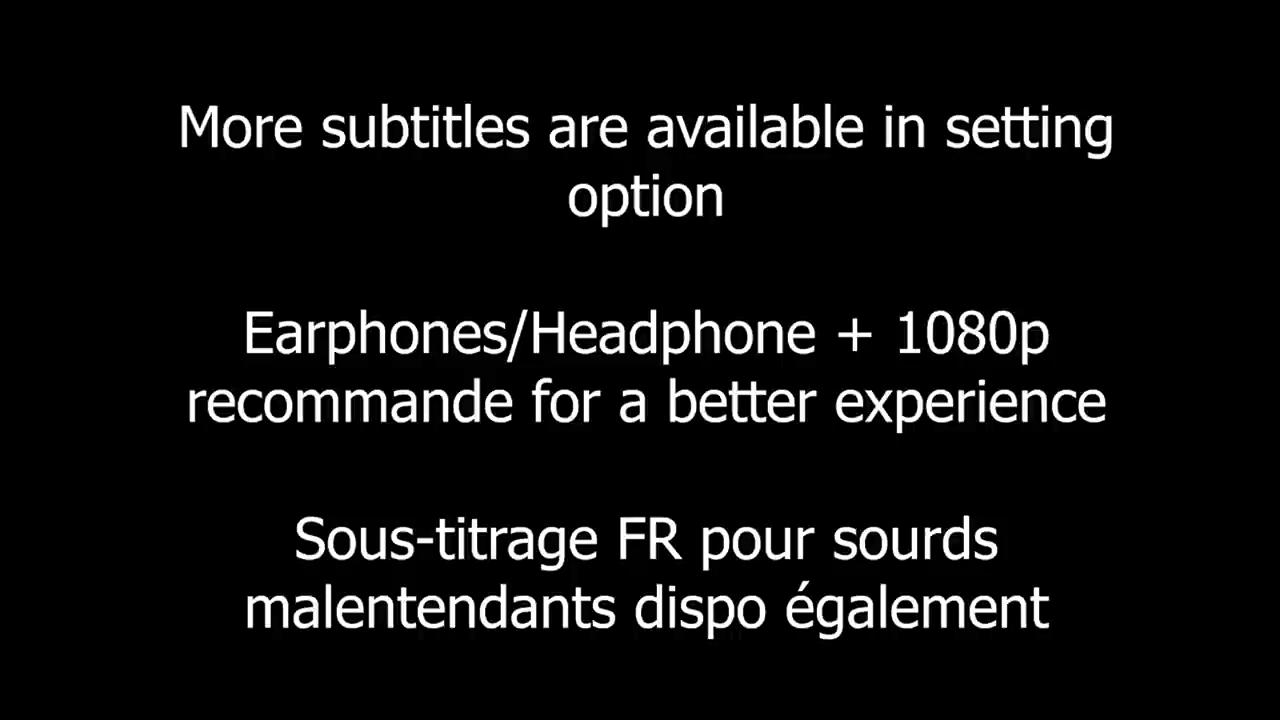 More subtitles are available in setting
option
Earphones/Headphone + 1080p
recommande for a better experience
Sous-titrage FR pour sourds
malentendants dispo également